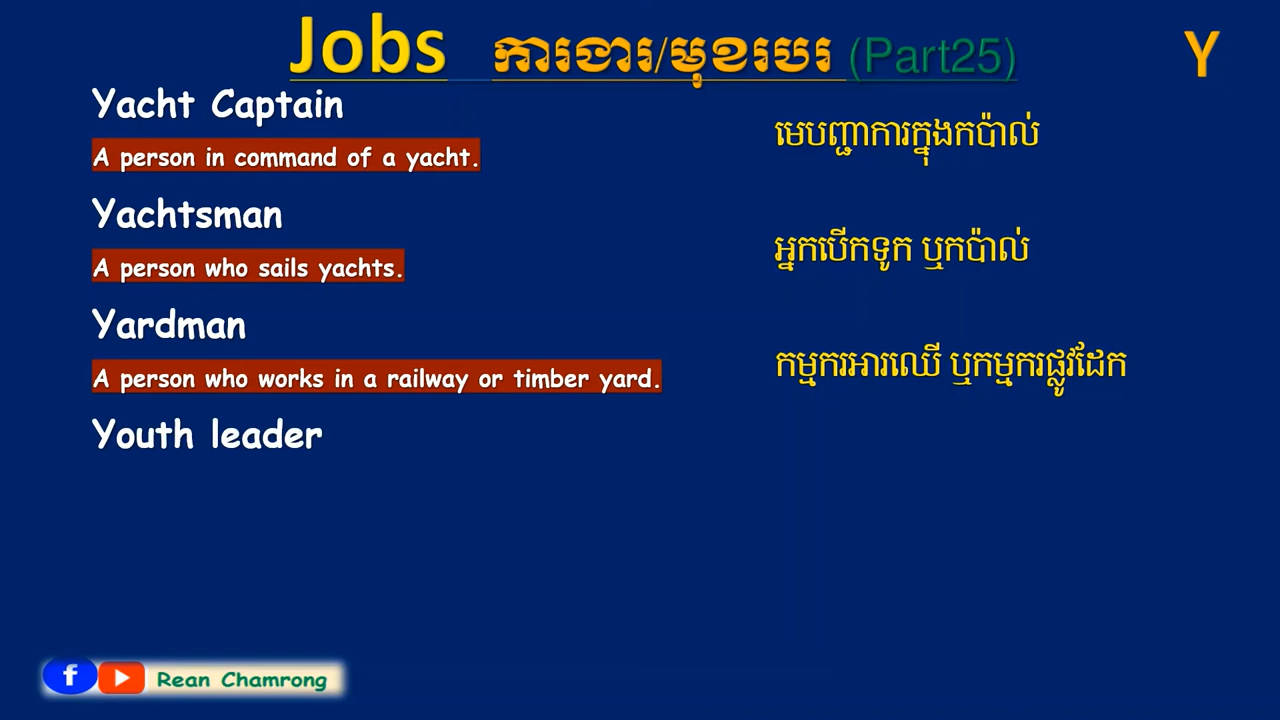 Jobs ការងារ/មុខរបរ (Part25) Y
Yacht Captain
មេបញ្ជាការក្នុងកប៉ាល់
A person in command of a yacht.
Yachtsman
អ្នកបើកទូក ឬកប៉ាល់
A person who sails yachts.
Yardman
កម្មករអារឈើ ឬកម្មករផ្លូវដែក
A person who works in a railway or timber yard.
Youth leader
f Rean Chamrong